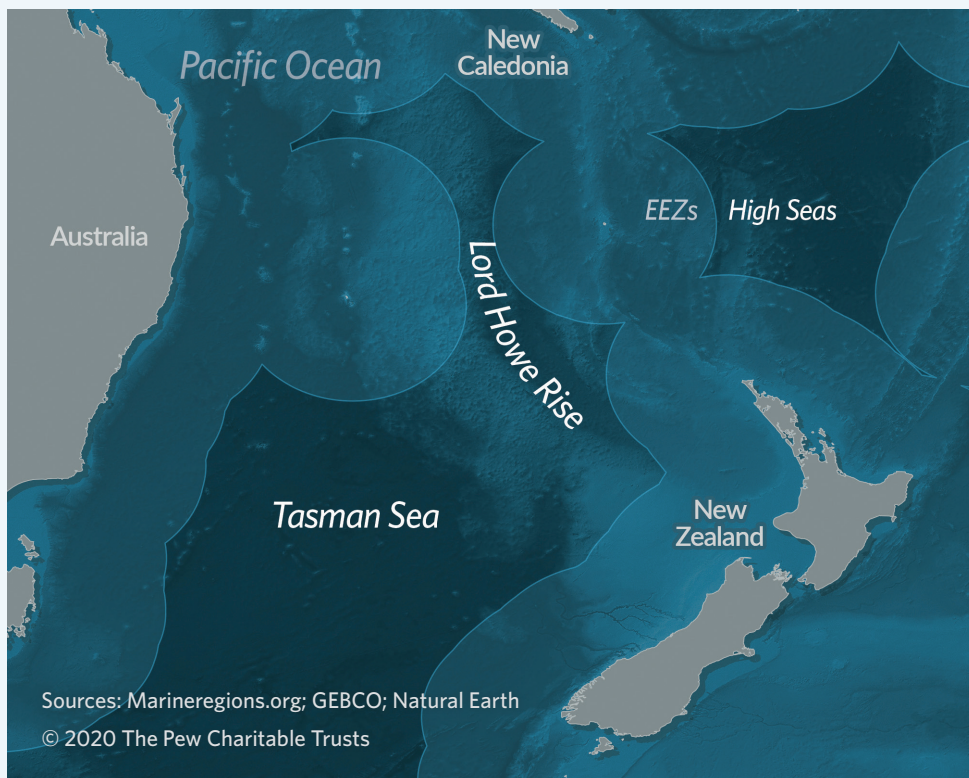 New
Caledonia
Pacific Ocean
EEZs
High Seas
Australia
Lord Howe Rise
Tasman Sea
New
Zealand
Sources: Marineregions.org; GEBCO; Natural Earth
© 2020 The Pew Charitable Trusts